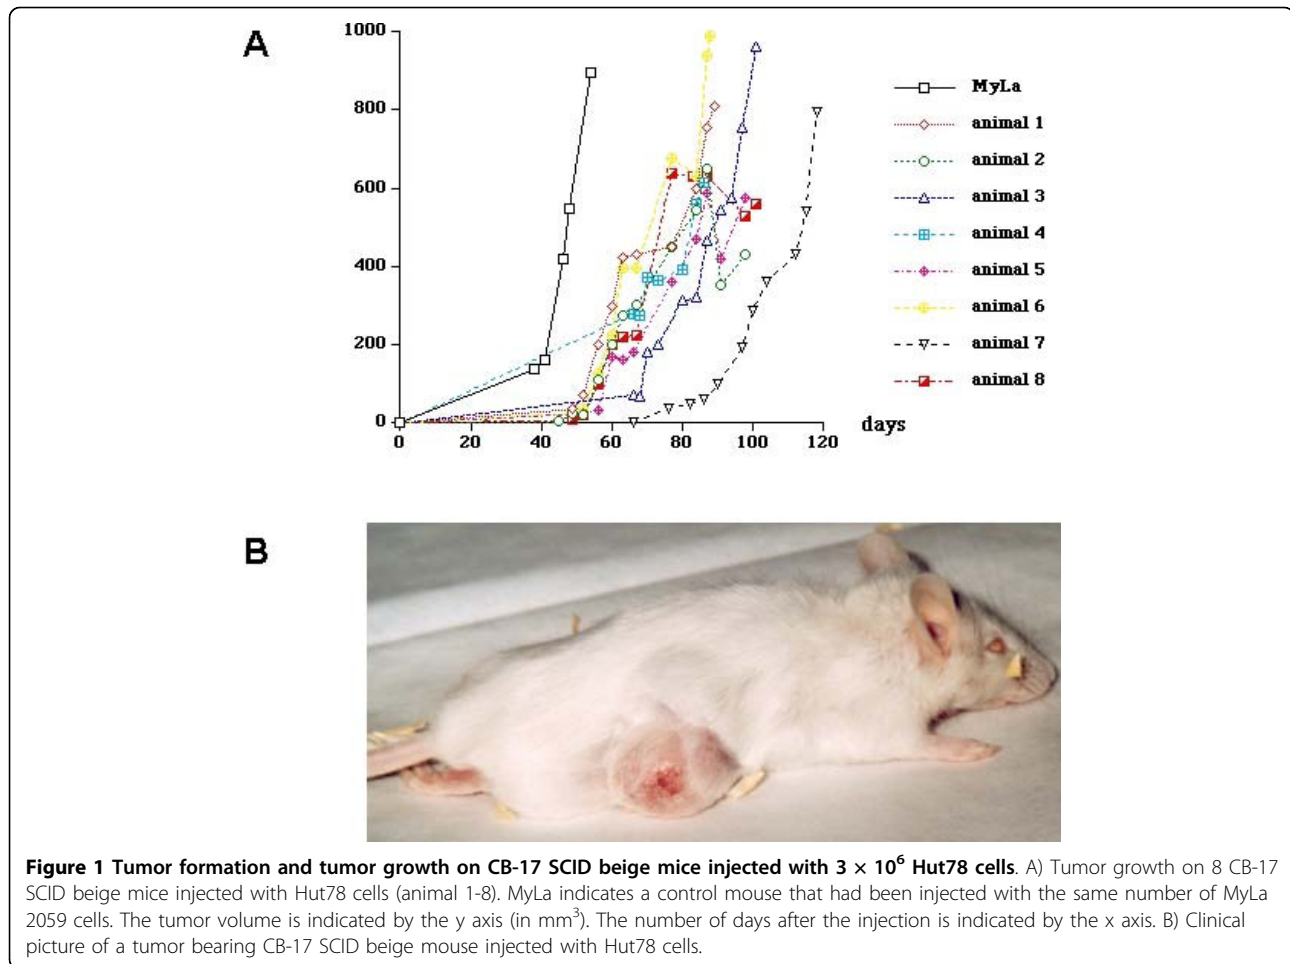 A
1000
800
600
400
200
0
0 20 40 60 80 100 120 days
MyLa
animal 1
animal 2
animal 3
animal 4
animal 5
animal 6
animal 7
animal 8
B
Figure 1 Tumor formation and tumor growth on CB-17 SCID beige mice injected with 3 × 10⁶ Hut78 cells. A) Tumor growth on 8 CB-17
SCID beige mice injected with Hut78 cells (animal 1-8). MyLa indicates a control mouse that had been injected with the same number of MyLa
2059 cells. The tumor volume is indicated by the y axis (in mm³). The number of days after the injection is indicated by the x axis. B) Clinical
picture of a tumor bearing CB-17 SCID beige mouse injected with Hut78 cells.